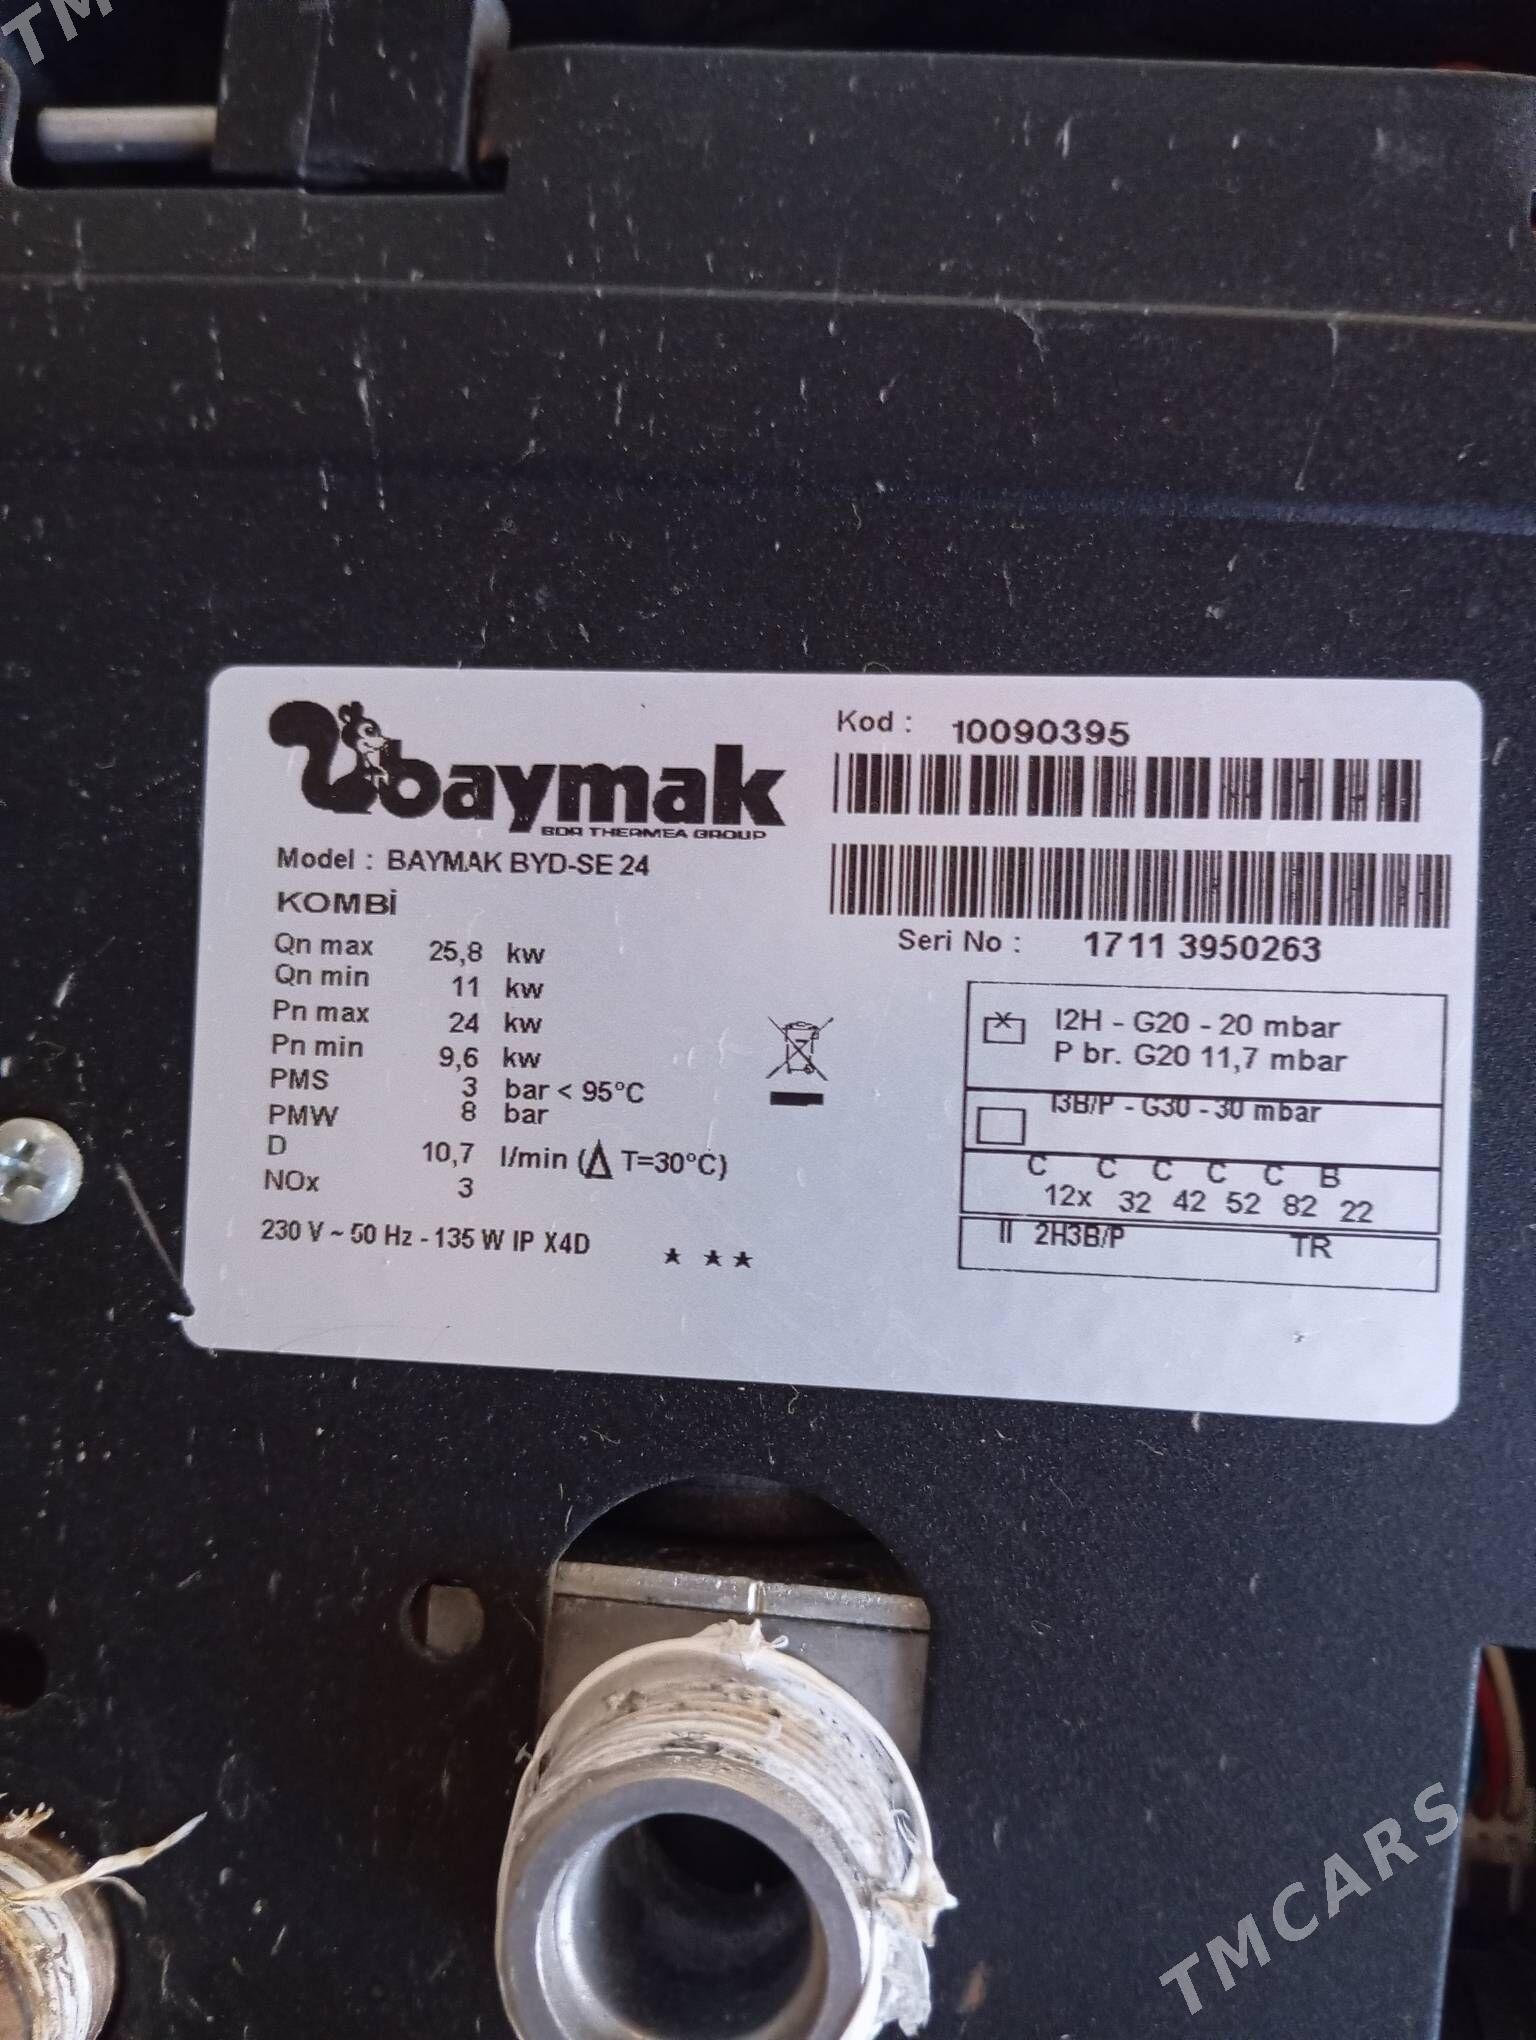 TM
baymak
BDR THERMEA GROUP
Kod : 10090395
Model : BAYMAK BYD-SE 24
KOMBİ
Seri No : 1711 3950263
Qn max 25,8 kw
Qn min 11 kw
Pn max 24 kw
Pn min 9,6 kw
PMS 3 bar < 95°C
PMW 8 bar
D 10,7 l/min (Δ T=30°C)
NOx 3
230 V ~ 50 Hz - 135 W IP X4D
★ ★★
X I2H - G20 - 20 mbar
P br. G20 11,7 mbar
I3B/P - G30 - 30 mbar
C C C C C B
12x 32 42 52 82 22
II 2H3B/P TR
TMCARS